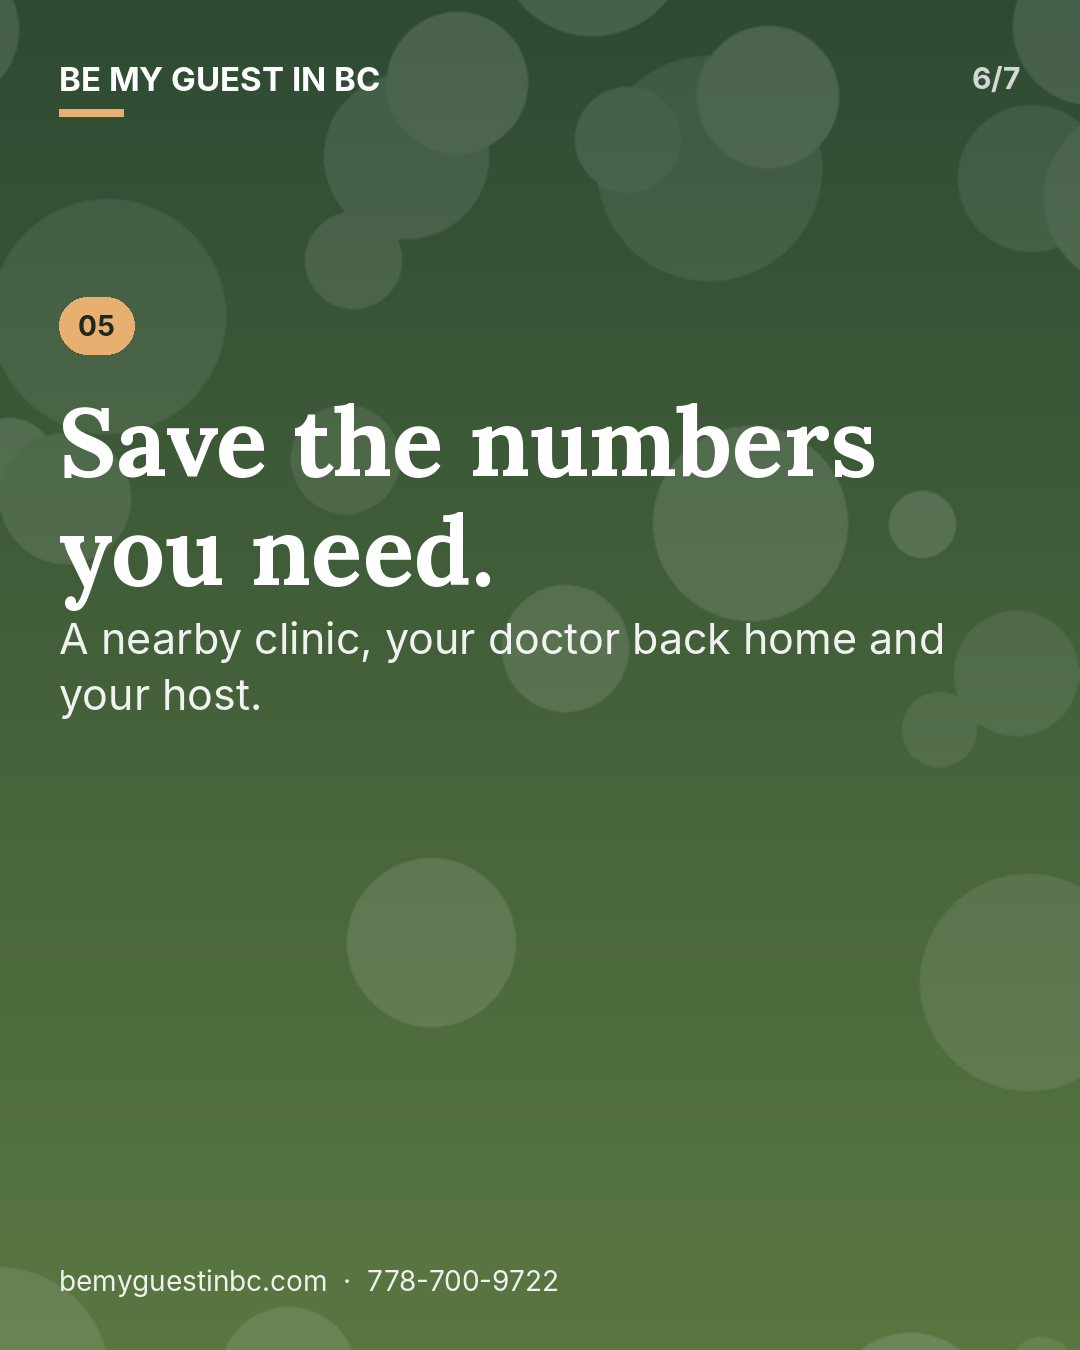 BE MY GUEST IN BC
6/7
05
Save the numbers
you need.
A nearby clinic, your doctor back home and
your host.
bemyguestinbc.com · 778-700-9722